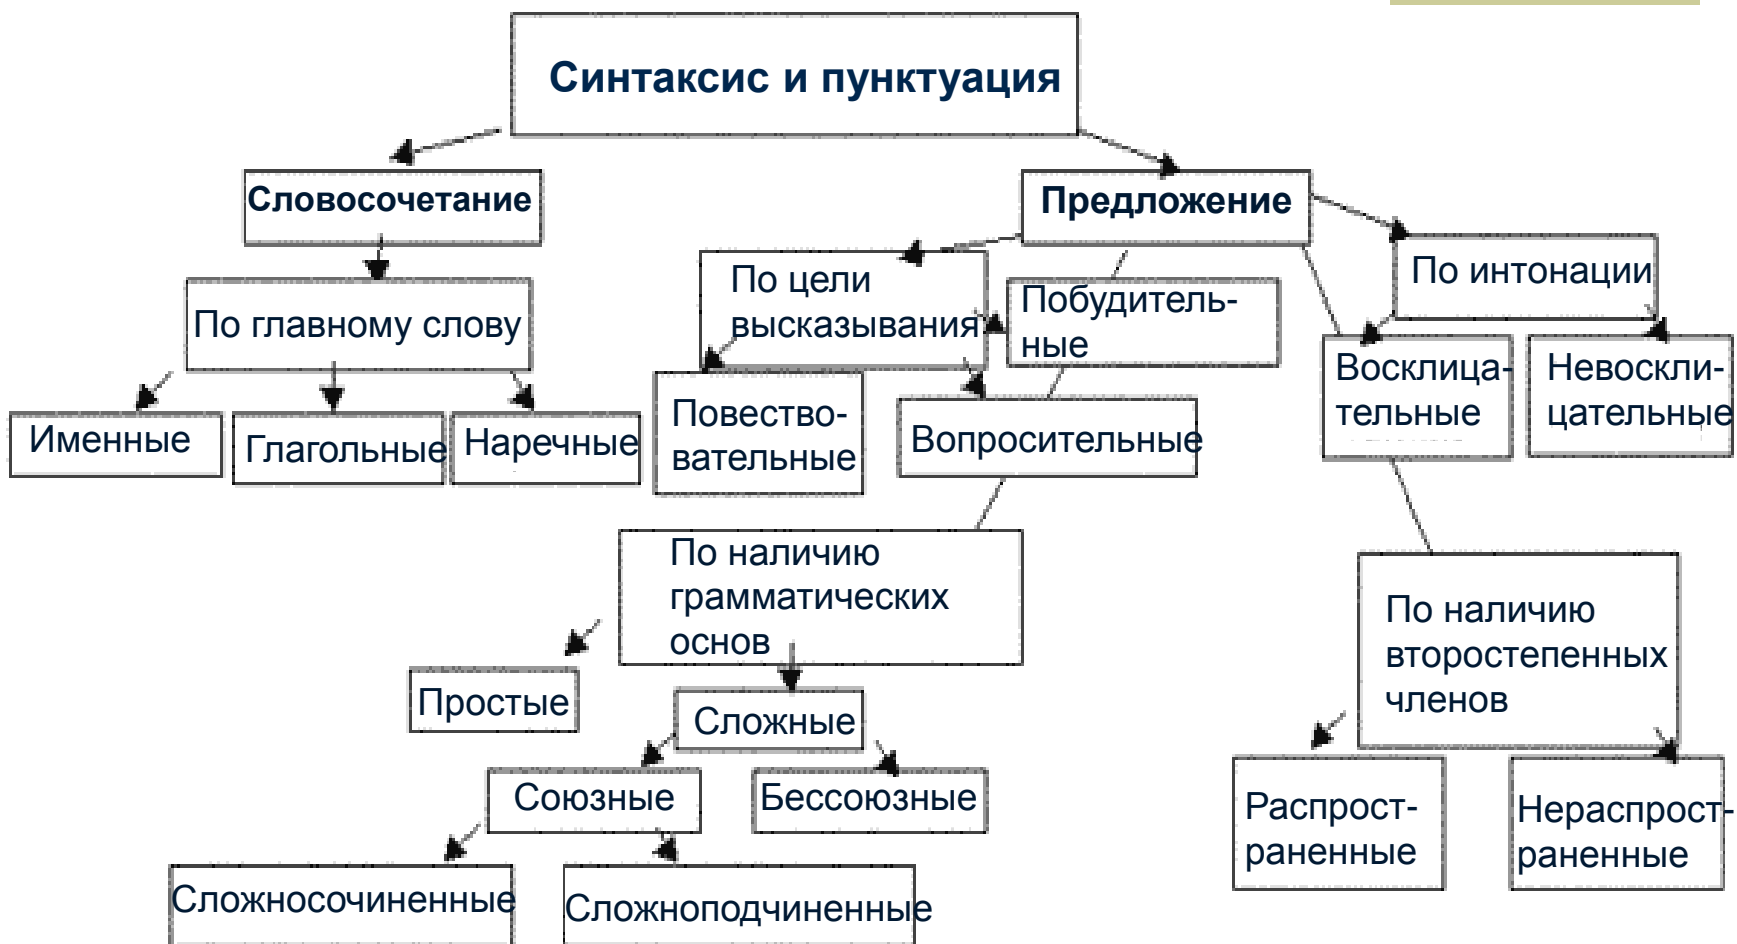 Синтаксис и пунктуация
Словосочетание
Предложение
По главному слову
По цели
высказывания
Побудитель-
ные
По интонации
Именные
Глагольные
Наречные
Повество-
вательные
Вопросительные
Восклица-
тельные
Невоскли-
цательные
По наличию
грамматических
основ
По наличию
второстепенных
членов
Простые
Сложные
Союзные
Бессоюзные
Распрост-
раненные
Нераспрост-
раненные
Сложносочиненные
Сложноподчиненные